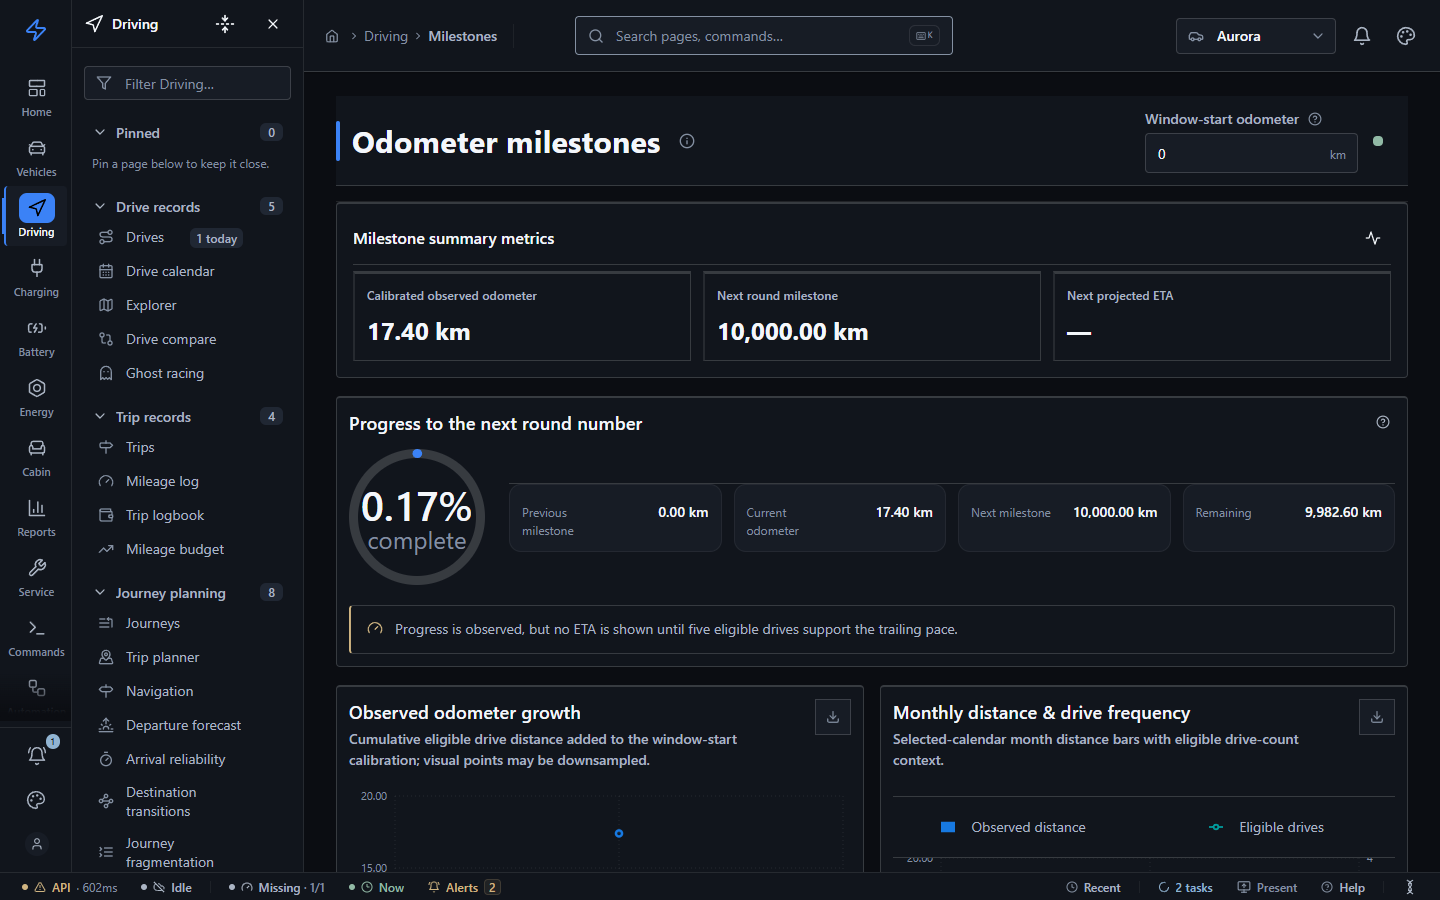 Driving
Driving
Milestones
Search pages, commands...
K
Aurora
Home
Vehicles
Driving
Charging
Battery
Energy
Cabin
Reports
Service
Commands
1
Filter Driving...
Pinned
0
Pin a page below to keep it close.
Drive records
5
Drives
1 today
Drive calendar
Explorer
Drive compare
Ghost racing
Trip records
4
Trips
Mileage log
Trip logbook
Mileage budget
Journey planning
8
Journeys
Trip planner
Navigation
Departure forecast
Arrival reliability
Destination
transitions
Journey
fragmentation
Odometer milestones
Window-start odometer
0
km
Milestone summary metrics
Calibrated observed odometer
17.40 km
Next round milestone
10,000.00 km
Next projected ETA
—
Progress to the next round number
0.17%
complete
Previous
milestone
0.00 km
Current
odometer
17.40 km
Next milestone
10,000.00 km
Remaining
9,982.60 km
Progress is observed, but no ETA is shown until five eligible drives support the trailing pace.
Observed odometer growth
Cumulative eligible drive distance added to the window-start
calibration; visual points may be downsampled.
20.00
15.00
Monthly distance & drive frequency
Selected-calendar month distance bars with eligible drive-count
context.
Observed distance
Eligible drives
20.00
4
API · 602ms
Idle
Missing · 1/1
Now
Alerts 2
Recent
2 tasks
Present
Help